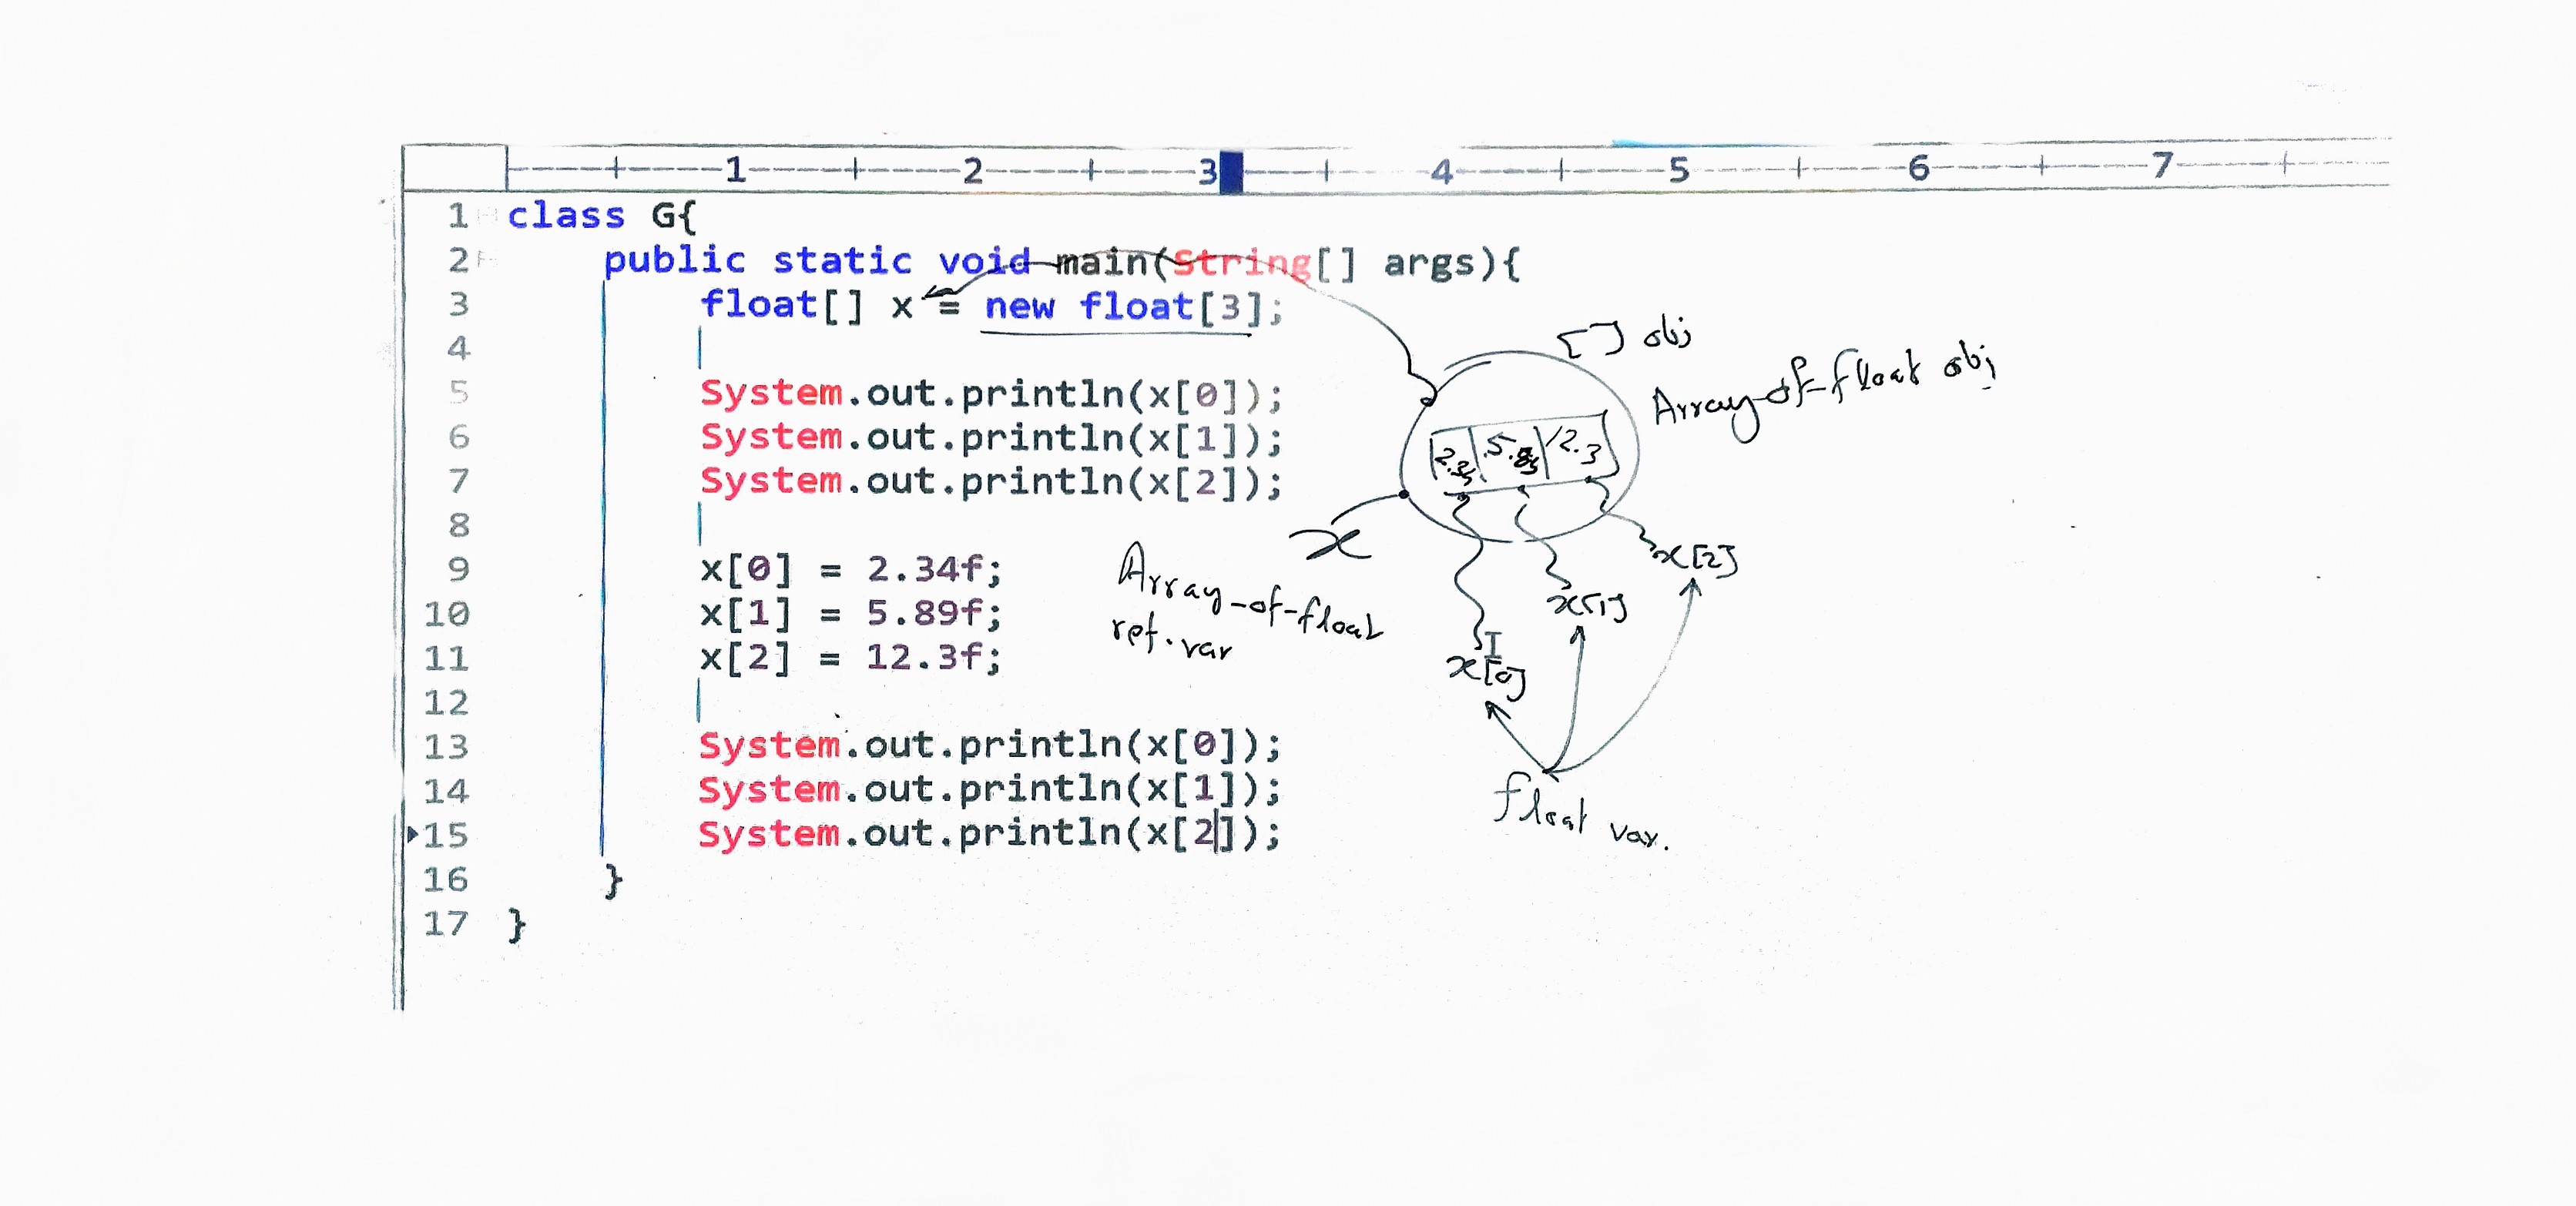 1 2 3 4 5 6 7
1 class G{
2 public static void main(String[] args){
3 float[] x = new float[3];
4
5 System.out.println(x[0]);
6 System.out.println(x[1]);
7 System.out.println(x[2]);
8
9 x[0] = 2.34f;
10 x[1] = 5.89f;
11 x[2] = 12.3f;
12
13 System.out.println(x[0]);
14 System.out.println(x[1]);
15 System.out.println(x[2]);
16 }
17 }
[] obj
Array-of-float obj
12.3
x
x[2]
x[1]
x[0]
Array-of-float
ref.var
float var.